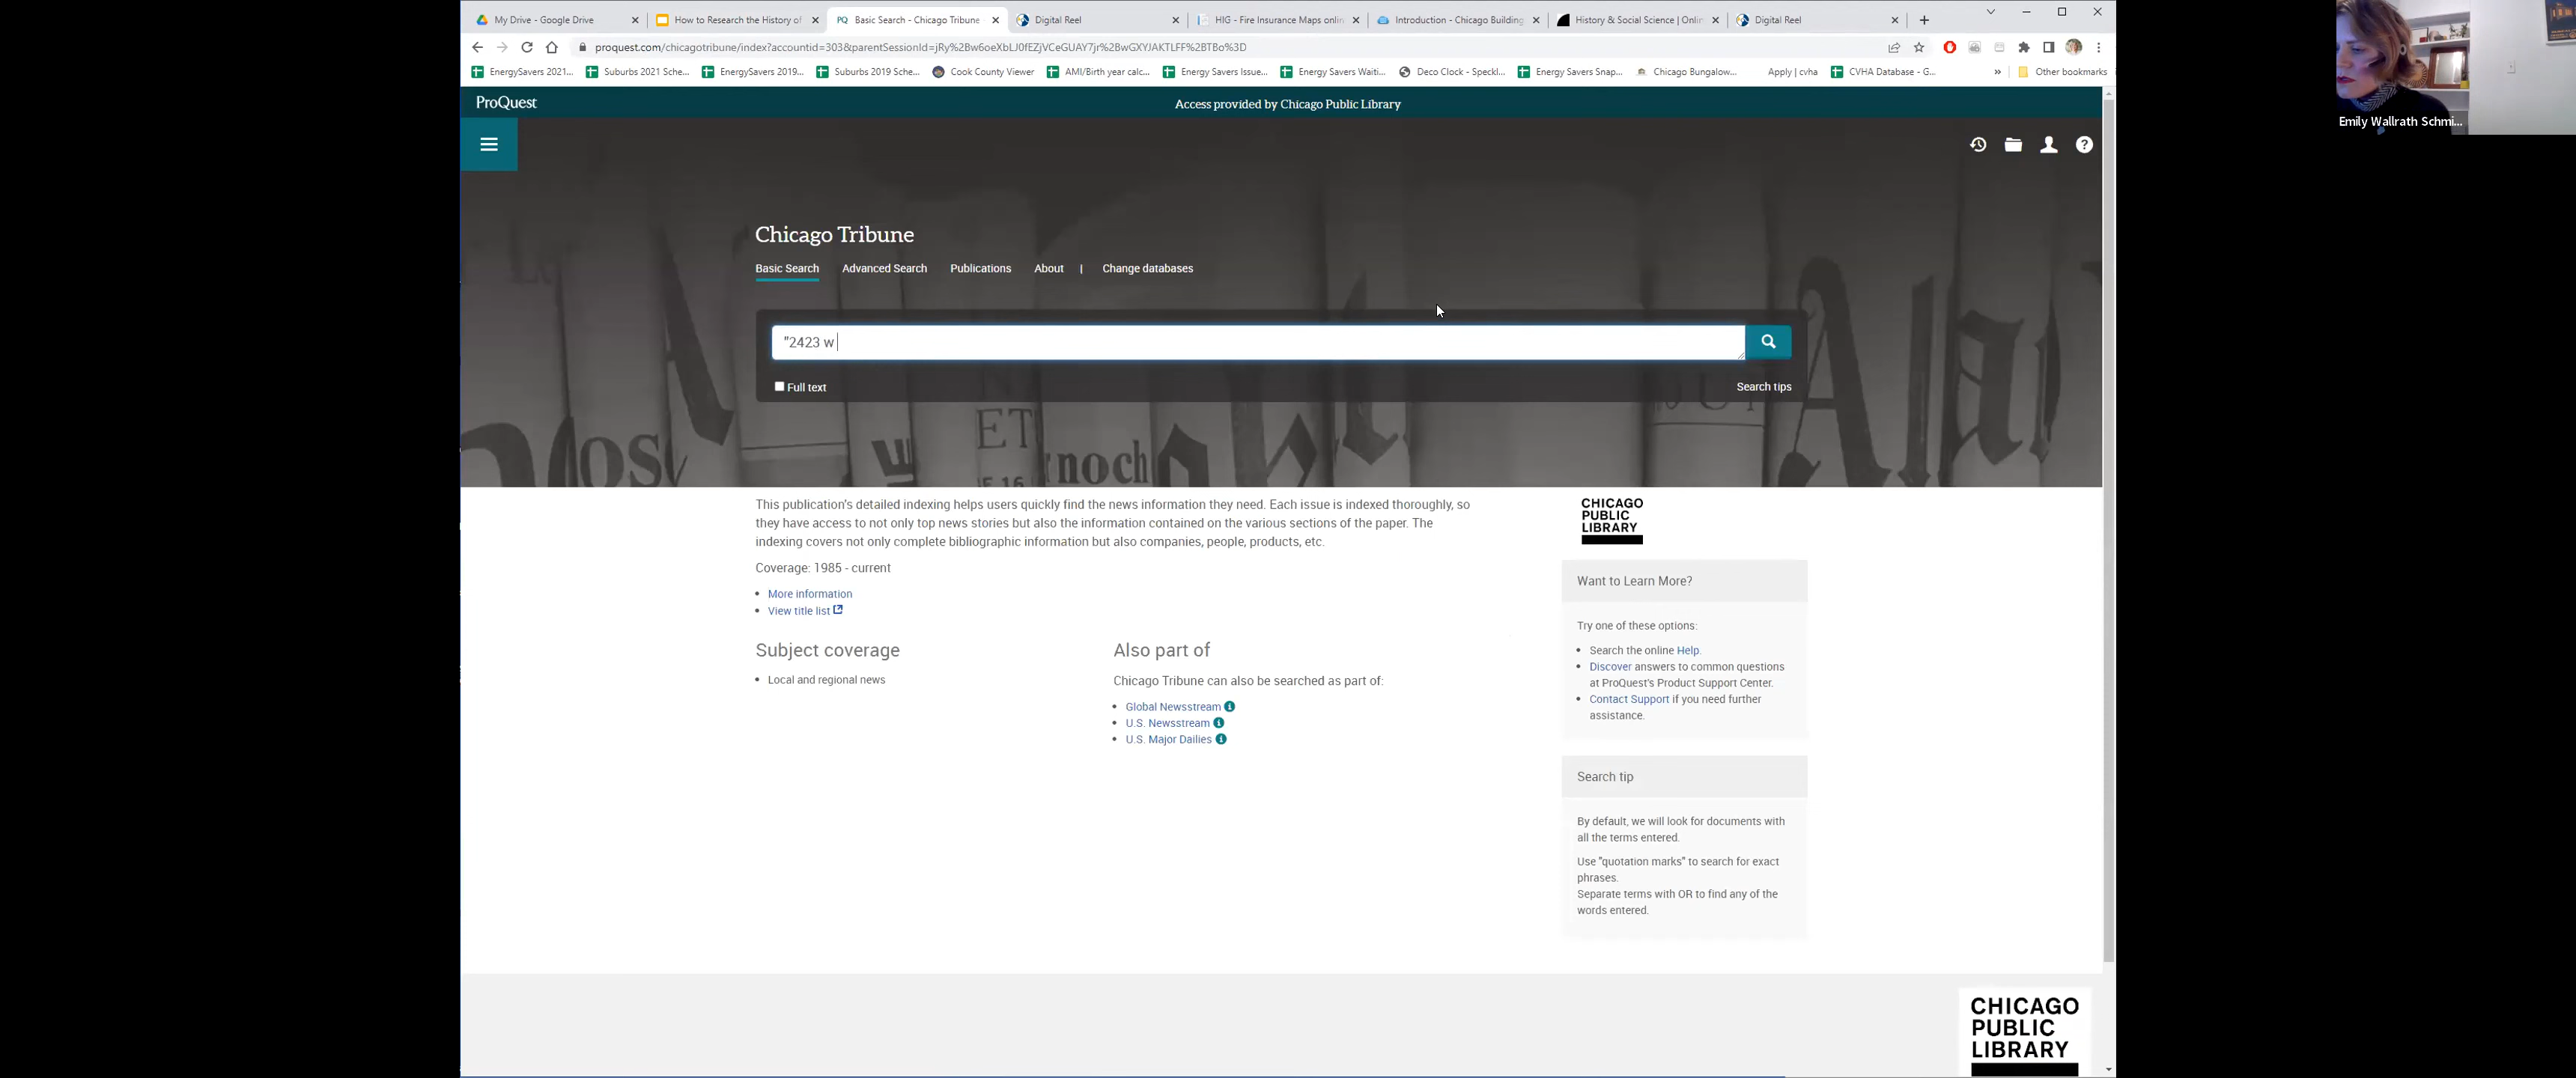 My Drive - Google Drive
How to Research the History of
Basic Search - Chicago Tribune
Digital Reel
HIG - Fire Insurance Maps onlin
Introduction - Chicago Building
History & Social Science | Onlin
Digital Reel
proquest.com/chicagotribune/index?accountid=303&parentSessionId=jRy%2Bw6oeXbLJ0fEZjVCeGUAY7jr%2BwGXYJAKTLFF%2BTBo%3D
EnergySavers 2021...
Suburbs 2021 Sche...
EnergySavers 2019...
Suburbs 2019 Sche...
Cook County Viewer
AMI/Birth year calc...
Energy Savers Issue...
Energy Savers Waiti...
Deco Clock - Speckl...
Energy Savers Snap...
Chicago Bungalow...
Apply | cvha
CVHA Database - G...
»
Other bookmarks
Emily Wallrath Schmi...
ProQuest
Access provided by Chicago Public Library
Chicago Tribune
Basic Search
Advanced Search
Publications
About
|
Change databases
"2423 w
Full text
Search tips
This publication's detailed indexing helps users quickly find the news information they need. Each issue is indexed thoroughly, so
they have access to not only top news stories but also the information contained on the various sections of the paper. The
indexing covers not only complete bibliographic information but also companies, people, products, etc.
Coverage: 1985 - current
• More information
• View title list
Subject coverage
• Local and regional news
Also part of
Chicago Tribune can also be searched as part of:
• Global Newsstream
• U.S. Newsstream
• U.S. Major Dailies
CHICAGO
PUBLIC
LIBRARY
Want to Learn More?
Try one of these options:
• Search the online Help.
• Discover answers to common questions
at ProQuest's Product Support Center.
• Contact Support if you need further
assistance.
Search tip
By default, we will look for documents with
all the terms entered.
Use "quotation marks" to search for exact
phrases.
Separate terms with OR to find any of the
words entered.
CHICAGO
PUBLIC
LIBRARY